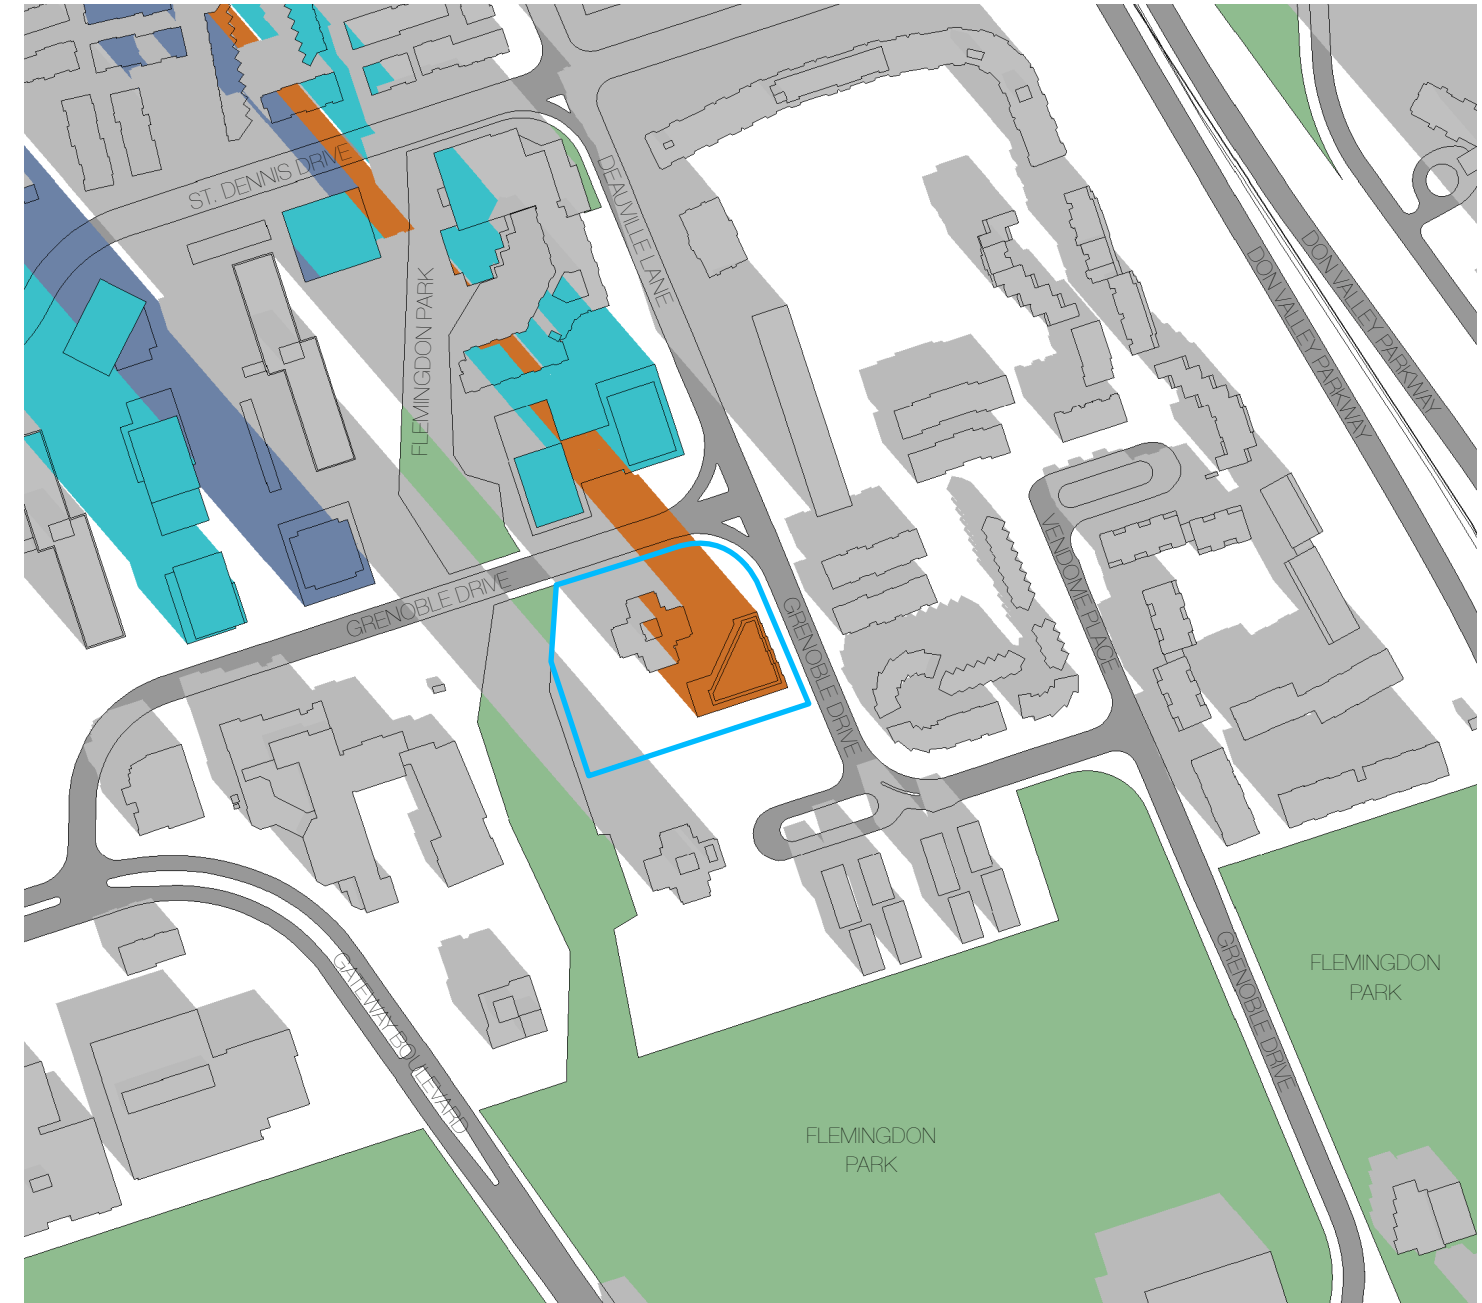 ST. DENNIS DRIVE
DEAUVILLE LANE
FLEMINGDON PARK
DON VALLEY PARKWAY
DON VALLEY PARKWAY
GRENOBLE DRIVE
GRENOBLE DRIVE
VENDOME PLACE
GATEWAY BOULEVARD
GRENOBLE DRIVE
FLEMINGDON
PARK
FLEMINGDON
PARK